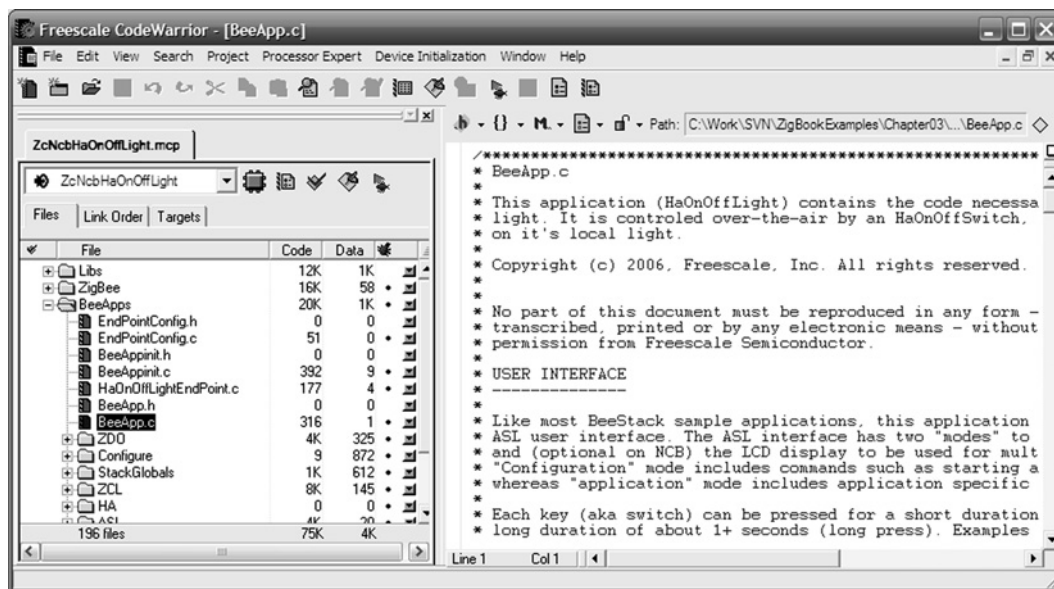 Freescale CodeWarrior - [BeeApp.c]
File Edit View Search Project Processor Expert Device Initialization Window Help
Path: C:\Work\SVN\ZigBookExamples\Chapter03\...\BeeApp.c
ZcNcbHaOnOffLight.mcp
ZcNcbHaOnOffLight
Files Link Order Targets
File Code Data
Libs 12K 1K
ZigBee 16K 58
BeeApps 20K 1K
EndPointConfig.h 0 0
EndPointConfig.c 51 0
BeeAppinit.h 0 0
BeeAppinit.c 392 9
HaOnOffLightEndPoint.c 177 4
BeeApp.h 0 0
BeeApp.c 316 1
ZDO 4K 325
Configure 9 872
StackGlobals 1K 612
ZCL 8K 145
HA 0 0
ASL 4K 20
196 files 75K 4K
/*************************************************************
* BeeApp.c
*
* This application (HaOnOffLight) contains the code necessa
* light. It is controled over-the-air by an HaOnOffSwitch,
* on it's local light.
*
* Copyright (c) 2006, Freescale, Inc. All rights reserved.
*
*
* No part of this document must be reproduced in any form -
* transcribed, printed or by any electronic means - without
* permission from Freescale Semiconductor.
*
* USER INTERFACE
* --------------
*
* Like most BeeStack sample applications, this application
* ASL user interface. The ASL interface has two "modes" to
* and (optional on NCB) the LCD display to be used for mult
* "Configuration" mode includes commands such as starting a
* whereas "application" mode includes application specific
*
* Each key (aka switch) can be pressed for a short duration
* long duration of about 1+ seconds (long press). Examples
Line 1 Col 1